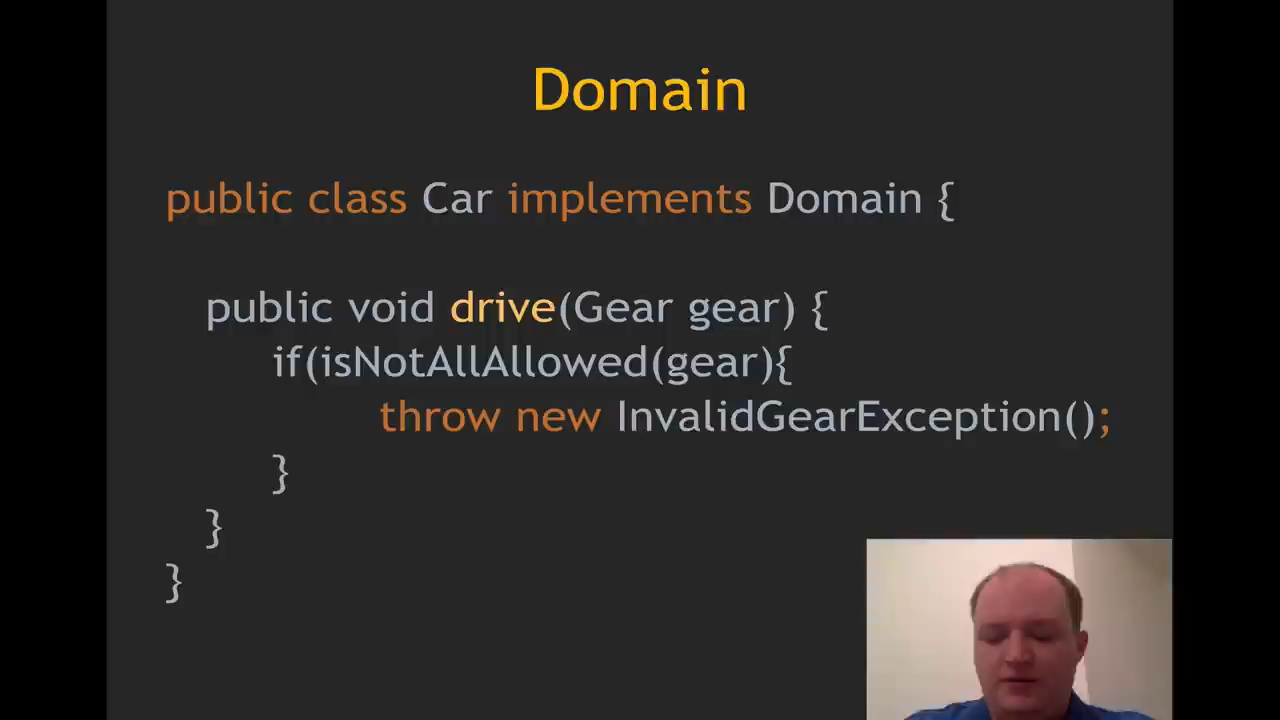 Domain
public class Car implements Domain {
public void drive(Gear gear) {
if(isNotAllAllowed(gear){
throw new InvalidGearException();
}
}
}